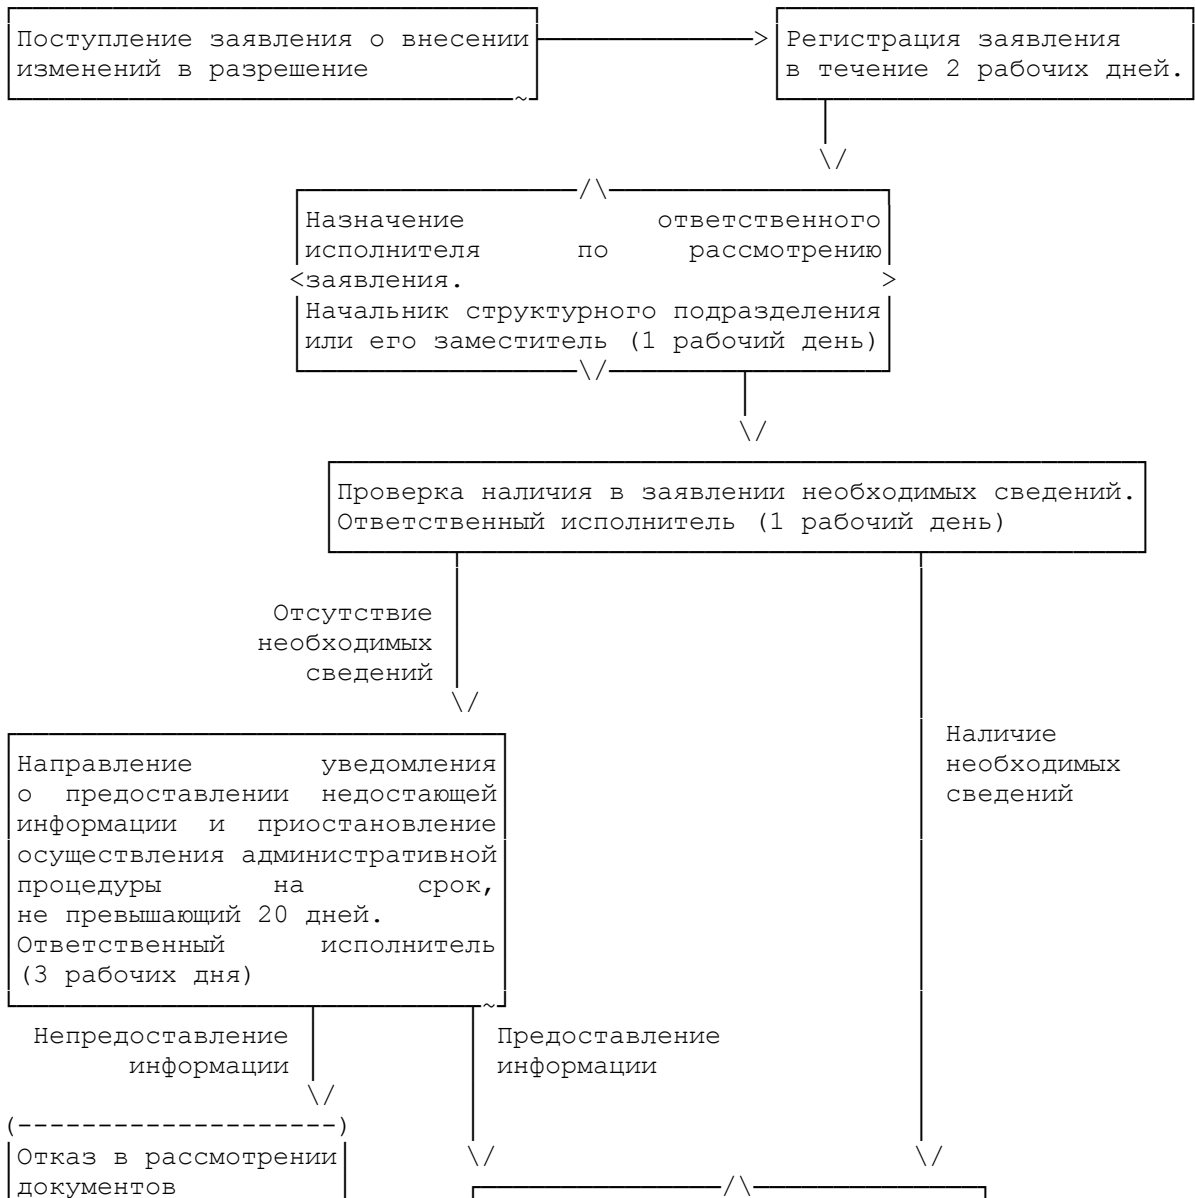 Поступление заявления о внесении
изменений в разрешение
Регистрация заявления
в течение 2 рабочих дней.
Назначение ответственного
исполнителя по рассмотрению
заявления.
Начальник структурного подразделения
или его заместитель (1 рабочий день)
Проверка наличия в заявлении необходимых сведений.
Ответственный исполнитель (1 рабочий день)
Отсутствие
необходимых
сведений
Наличие
необходимых
сведений
Направление уведомления
о предоставлении недостающей
информации и приостановление
осуществления административной
процедуры на срок,
не превышающий 20 дней.
Ответственный исполнитель
(3 рабочих дня)
Непредоставление
информации
Предоставление
информации
Отказ в рассмотрении
документов